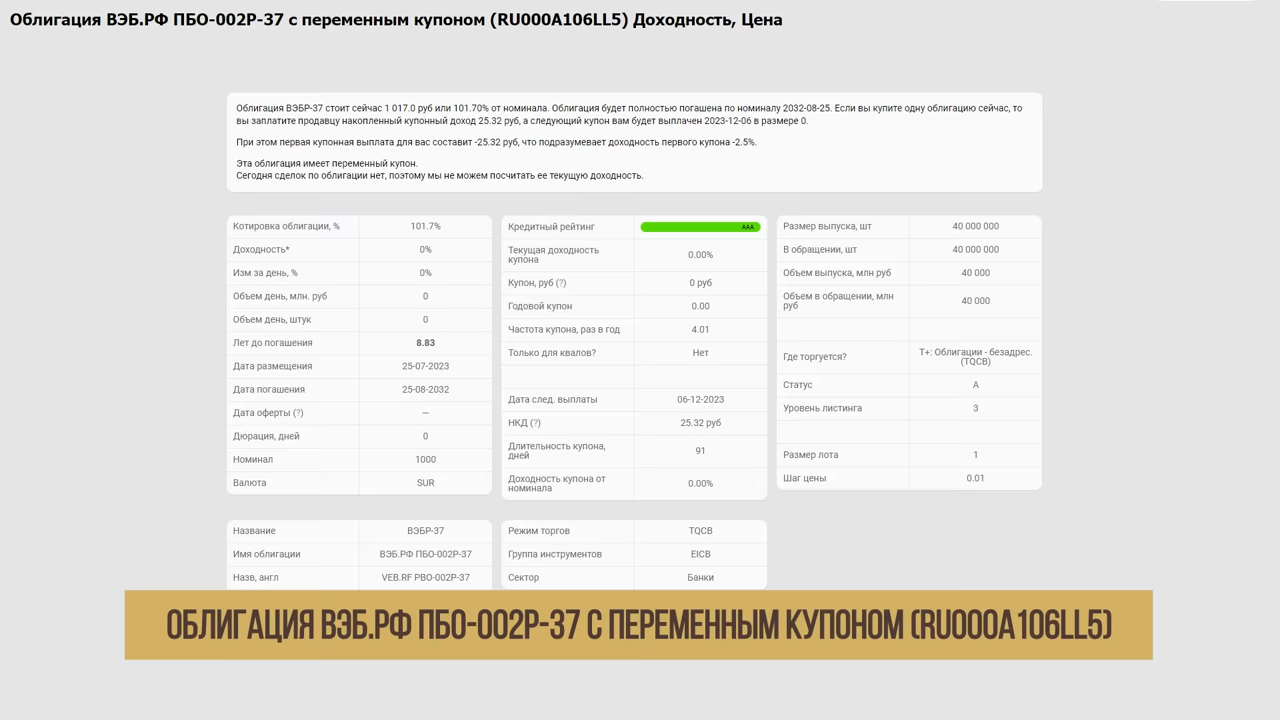 Облигация ВЭБ.РФ ПБО-002Р-37 с переменным купоном (RU000A106LL5) Доходность, Цена
Облигация ВЭБР-37 стоит сейчас 1 017.0 руб или 101.70% от номинала. Облигация будет полностью погашена по номиналу 2032-08-25. Если вы купите одну облигацию сейчас, то
вы заплатите продавцу накопленный купонный доход 25.32 руб, а следующий купон вам будет выплачен 2023-12-06 в размере 0.
При этом первая купонная выплата для вас составит -25.32 руб, что подразумевает доходность первого купона -2.5%.
Эта облигация имеет переменный купон.
Сегодня сделок по облигации нет, поэтому мы не можем посчитать ее текущую доходность.
Котировка облигации, % 101.7%
Доходность* 0%
Изм за день, % 0%
Объем день, млн. руб 0
Объем день, штук 0
Лет до погашения 8.83
Дата размещения 25-07-2023
Дата погашения 25-08-2032
Дата оферты (?) —
Дюрация, дней 0
Номинал 1000
Валюта SUR
Кредитный рейтинг AAA
Текущая доходность
купона 0.00%
Купон, руб (?) 0 руб
Годовой купон 0.00
Частота купона, раз в год 4.01
Только для квалов? Нет
Дата след. выплаты 06-12-2023
НКД (?) 25.32 руб
Длительность купона,
дней 91
Доходность купона от
номинала 0.00%
Размер выпуска, шт 40 000 000
В обращении, шт 40 000 000
Объем выпуска, млн руб 40 000
Объем в обращении, млн
руб 40 000
Где торгуется? Т+: Облигации - безадрес.
(TQCB)
Статус A
Уровень листинга 3
Размер лота 1
Шаг цены 0.01
Название ВЭБР-37
Имя облигации ВЭБ.РФ ПБО-002Р-37
Назв, англ VEB.RF PBO-002P-37
Режим торгов TQCB
Группа инструментов EICB
Сектор Банки
ОБЛИГАЦИЯ ВЭБ.РФ ПБО-002Р-37 С ПЕРЕМЕННЫМ КУПОНОМ (RU000A106LL5)